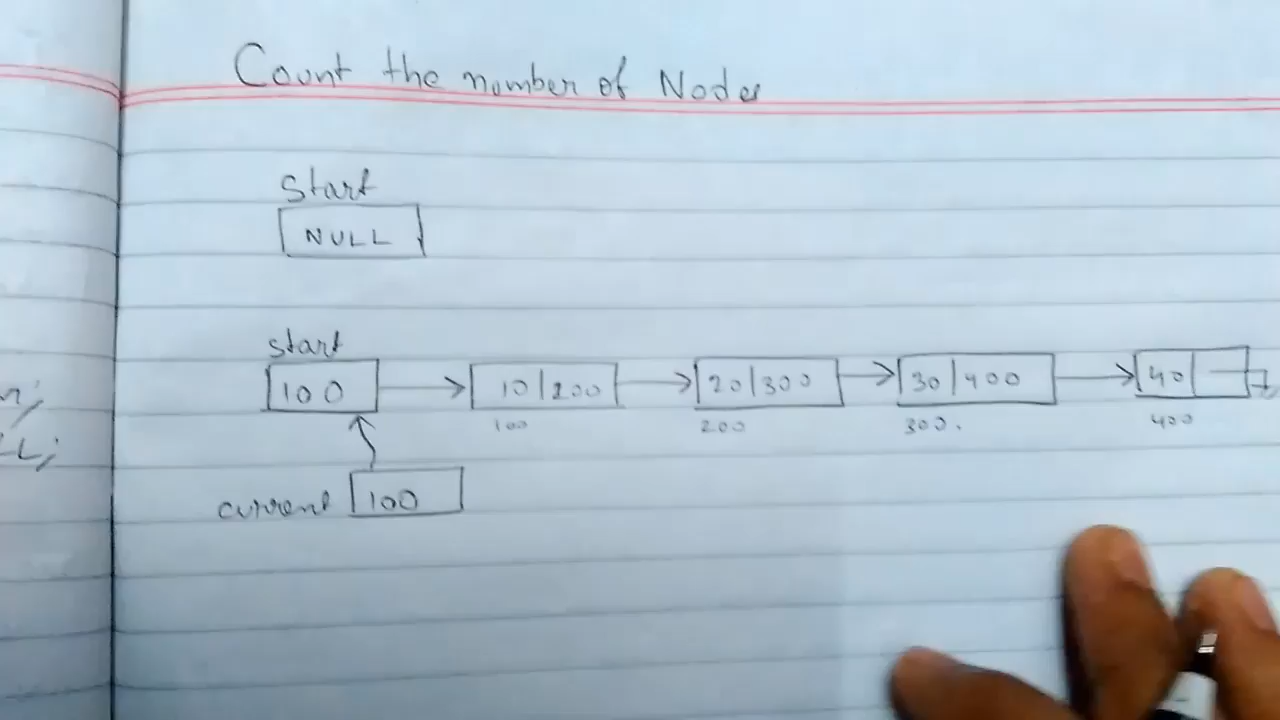 Count the number of Nodes
start
NULL
start
100 10 200 20 300 30 400 40
100 200 300. 400
current 100